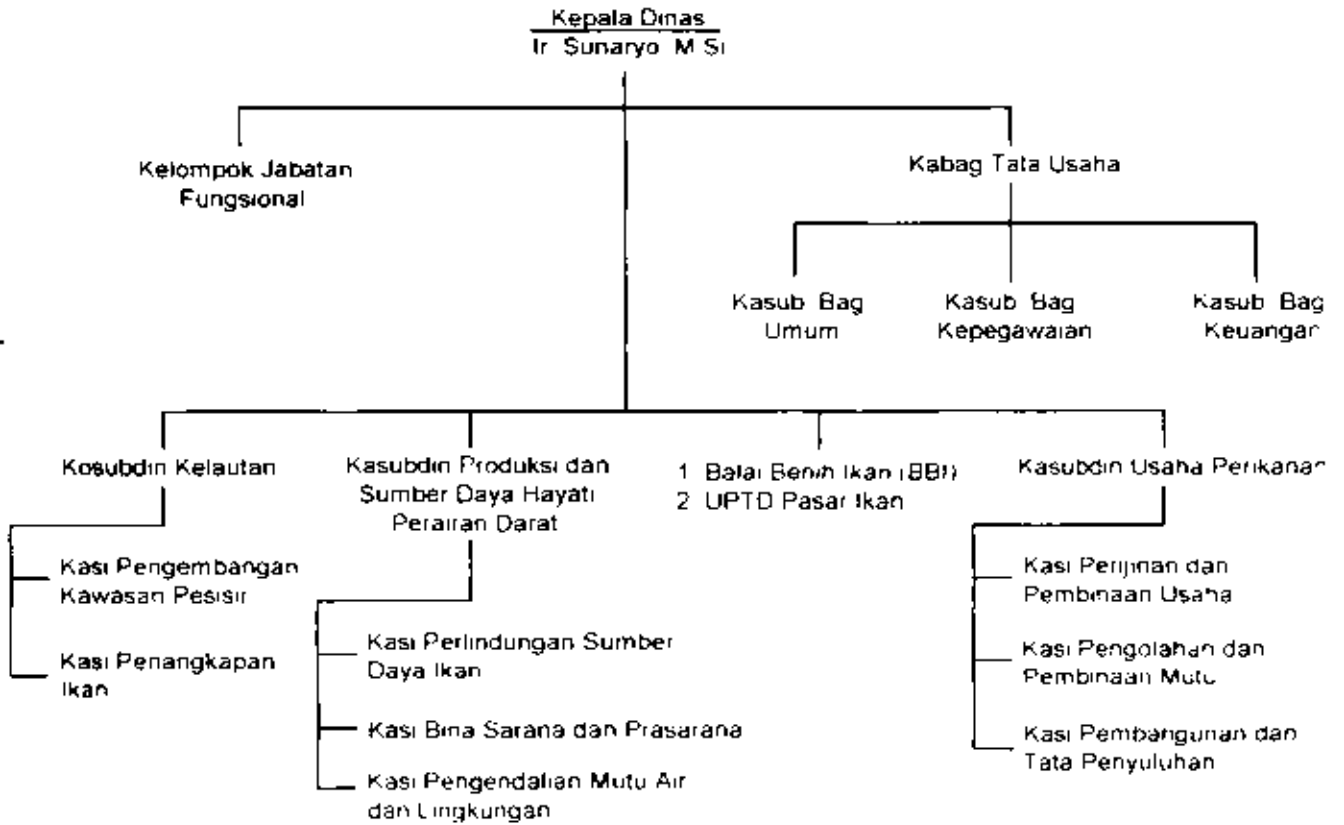 Kepala Dinas
Ir Sunaryo M Si
Kelompok Jabatan
Fungsional
Kabag Tata Usaha
Kasub Bag
Umum
Kasub Bag
Kepegawaian
Kasub Bag
Keuangan
Kosubdin Kelautan
Kasubdin Produksi dan
Sumber Daya Hayati
Perairan Darat
1 Balai Benih Ikan (BBI)
2 UPTD Pasar Ikan
Kasubdin Usaha Perikanan
Kasi Pengembangan
Kawasan Pesisir
Kasi Penangkapan
Ikan
Kasi Perlindungan Sumber
Daya Ikan
Kasi Bina Sarana dan Prasarana
Kasi Pengendalian Mutu Air
dan Lingkungan
Kasi Perijinan dan
Pembinaan Usaha
Kasi Pengolahan dan
Pembinaan Mutu
Kasi Pembangunan dan
Tata Penyuluhan